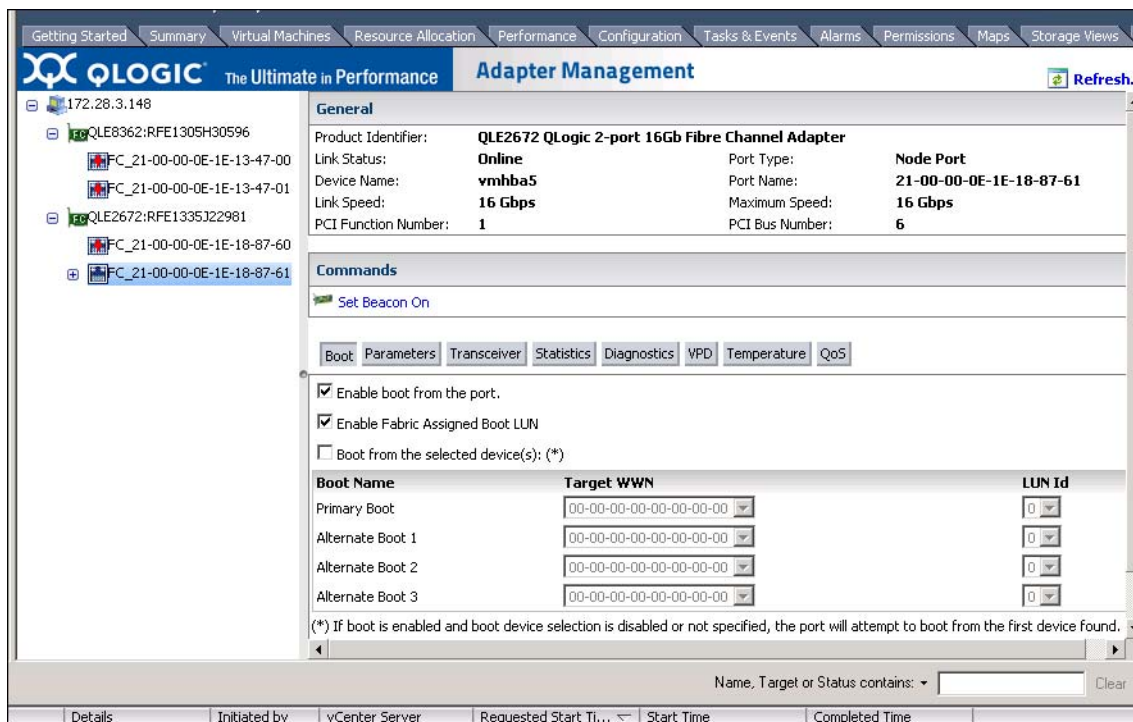 Getting Started Summary Virtual Machines Resource Allocation Performance Configuration Tasks & Events Alarms Permissions Maps Storage Views
QLOGIC The Ultimate in Performance Adapter Management Refresh.
172.28.3.148
QLE8362:RFE1305H30596
FC_21-00-00-0E-1E-13-47-00
FC_21-00-00-0E-1E-13-47-01
QLE2672:RFE1335J22981
FC_21-00-00-0E-1E-18-87-60
FC_21-00-00-0E-1E-18-87-61
General
Product Identifier: QLE2672 QLogic 2-port 16Gb Fibre Channel Adapter
Link Status: Online Port Type: Node Port
Device Name: vmhba5 Port Name: 21-00-00-0E-1E-18-87-61
Link Speed: 16 Gbps Maximum Speed: 16 Gbps
PCI Function Number: 1 PCI Bus Number: 6
Commands
Set Beacon On
Boot Parameters Transceiver Statistics Diagnostics VPD Temperature QoS
Enable boot from the port.
Enable Fabric Assigned Boot LUN
Boot from the selected device(s): (*)
Boot Name Target WWN LUN Id
Primary Boot 00-00-00-00-00-00-00-00 0
Alternate Boot 1 00-00-00-00-00-00-00-00 0
Alternate Boot 2 00-00-00-00-00-00-00-00 0
Alternate Boot 3 00-00-00-00-00-00-00-00 0
(*) If boot is enabled and boot device selection is disabled or not specified, the port will attempt to boot from the first device found.
Name, Target or Status contains: Clear
Details Initiated by vCenter Server Requested Start Ti... Start Time Completed Time